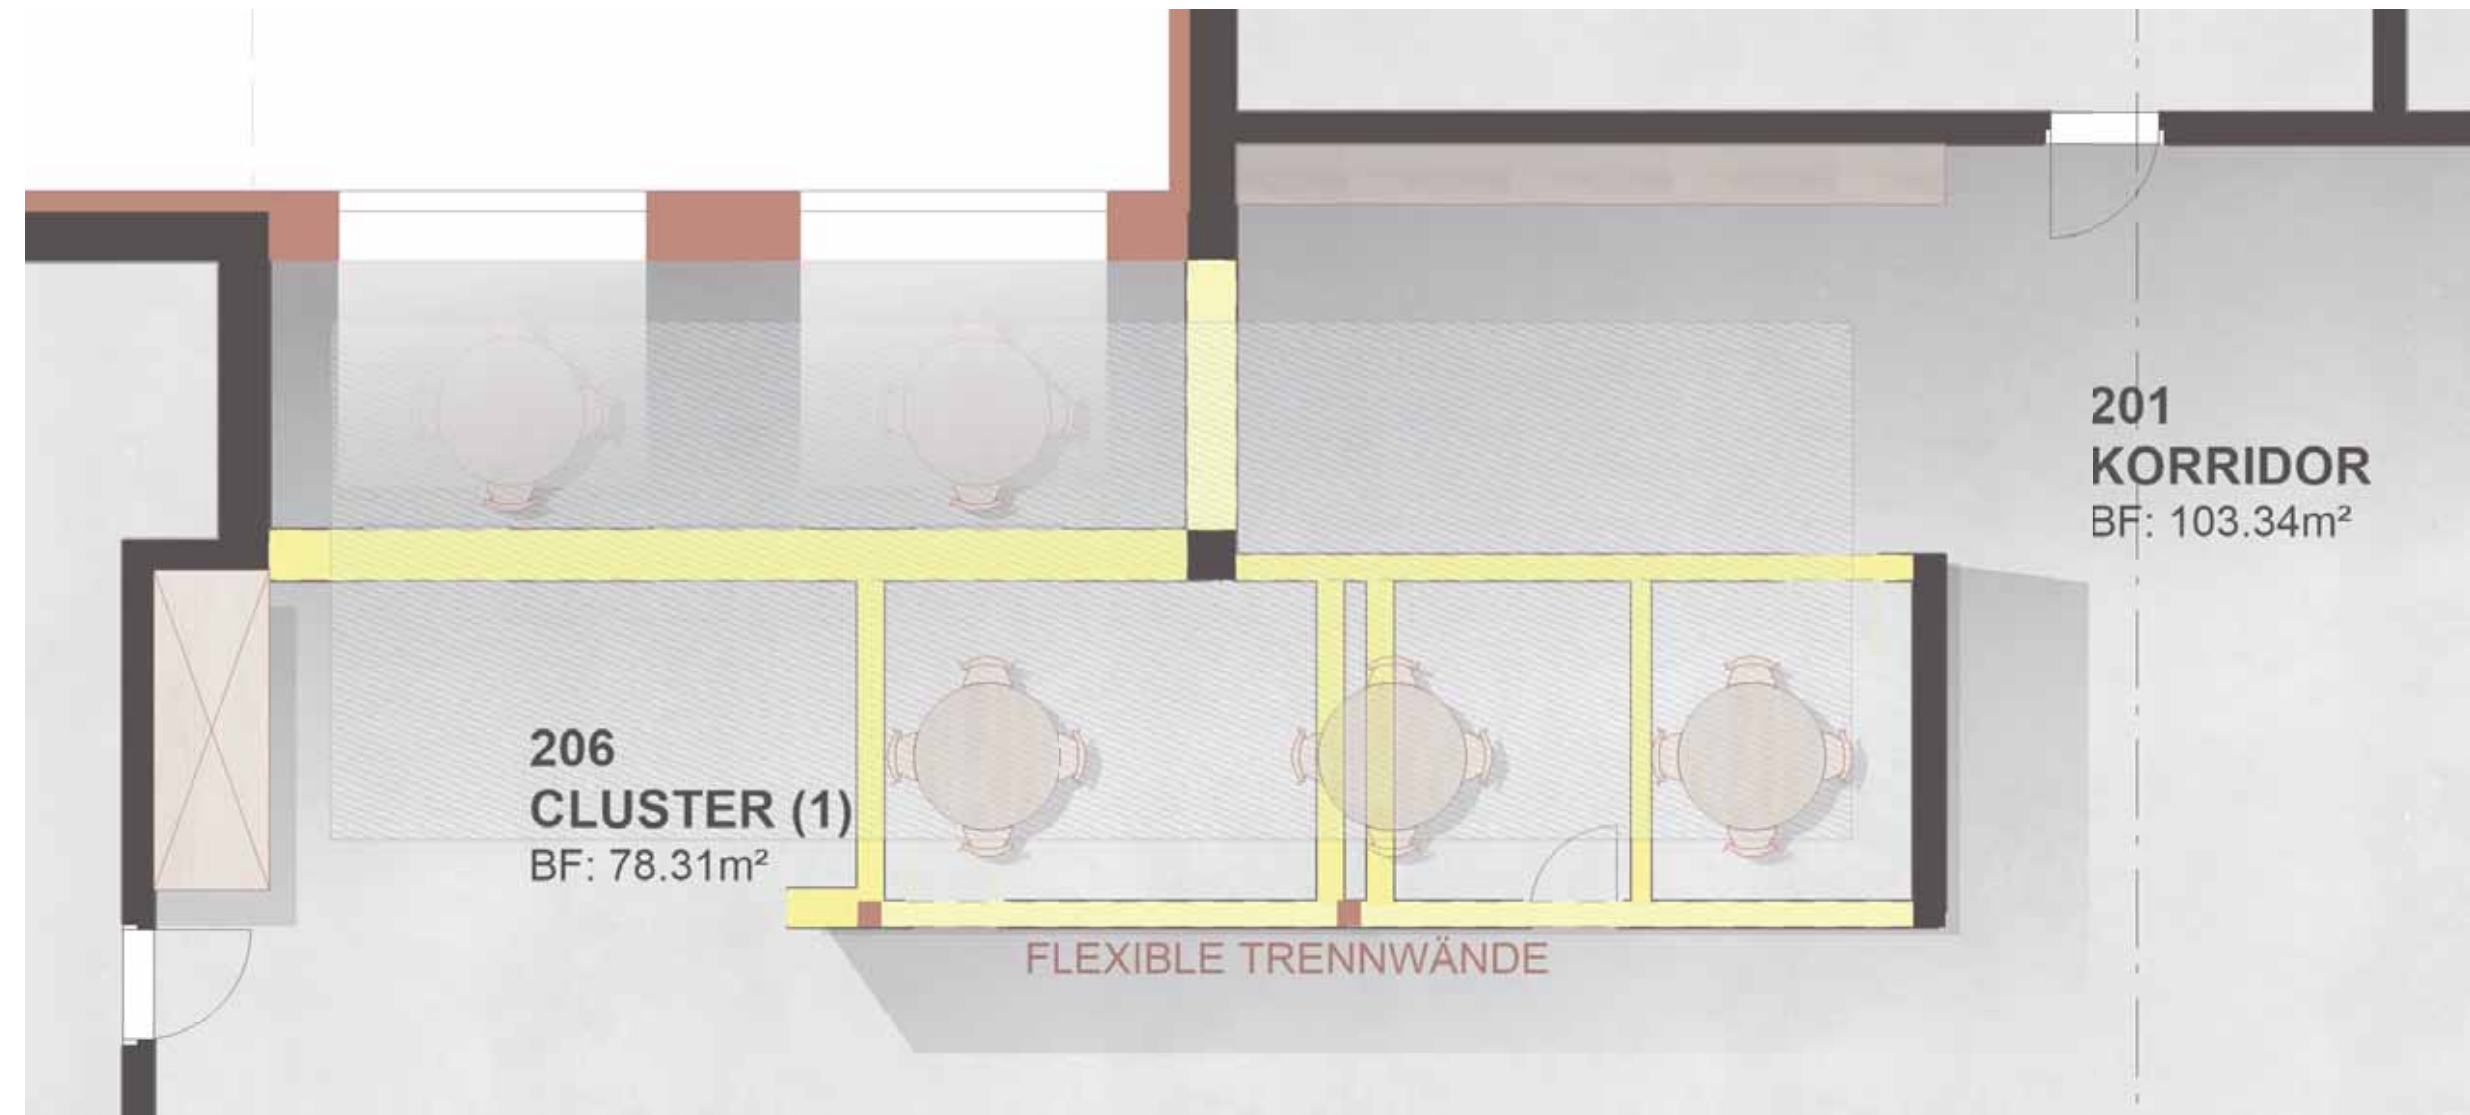 201
KORRIDOR
BF: 103.34m²
206
CLUSTER (1)
BF: 78.31m²
FLEXIBLE TRENNWÄNDE